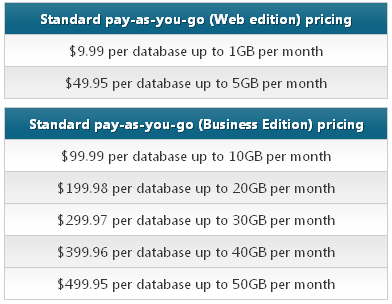 Standard pay-as-you-go (Web edition) pricing
$9.99 per database up to 1GB per month
$49.95 per database up to 5GB per month
Standard pay-as-you-go (Business Edition) pricing
$99.99 per database up to 10GB per month
$199.98 per database up to 20GB per month
$299.97 per database up to 30GB per month
$399.96 per database up to 40GB per month
$499.95 per database up to 50GB per month